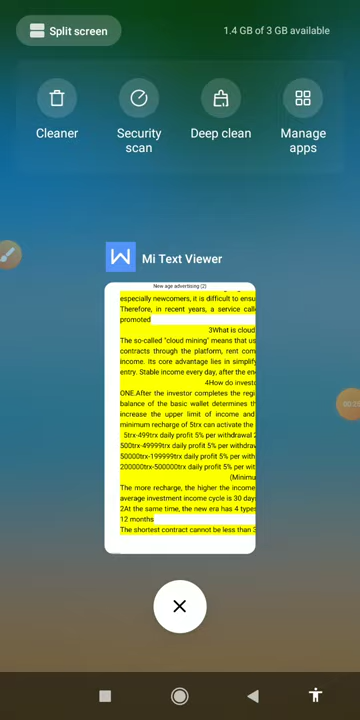 Split screen
1.4 GB of 3 GB available
Cleaner
Security scan
Deep clean
Manage apps
Mi Text Viewer
New age advertising (2)
especially newcomers, it is difficult to ensu
Therefore, in recent years, a service call
promoted
3What is cloud
The so-called "cloud mining" means that us
contracts through the platform, rent com
income. Its core advantage lies in simplify
entry. Stable income every day, after the en
4How do invest
ONE.After the investor completes the regi
balance of the basic wallet determines th
increase the upper limit of income and
minimum recharge of 5trx can activate the
5trx-499trx daily profit 5% per withdrawal 2
500trx-49999trx daily profit 5% per withdraw
50000trx-199999trx daily profit 5% per with
200000trx-500000trx daily profit 5% per wit
(Minimu
The more recharge, the higher the income
average investment income cycle is 30 day
2At the same time, the new era has 4 types
12 months
The shortest contract cannot be less than 3